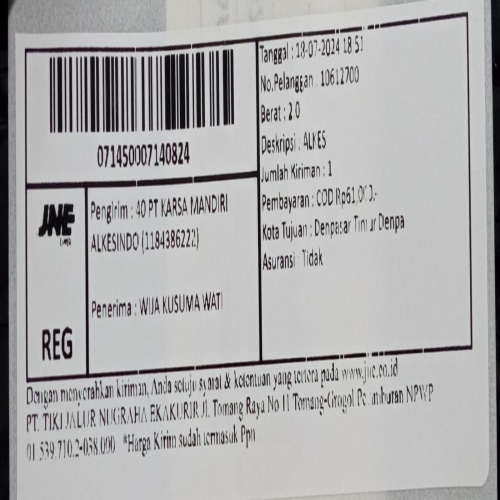 071450007140824
JNE
REG
Pengirim : 40 PT KARSA MANDIRI
ALKESINDO (1184386222)
Penerima : WIJA KUSUMA WATI
Tanggal : 18-07-2024 18:51
No.Pelanggan : 10612700
Berat : 2.0
Deskripsi : ALKES
Jumlah Kiriman : 1
Pembayaran : COD
Kota Tujuan : Denpasar Timur Denpa
Asuransi : Tidak
Dengan menyerahkan kiriman, Anda setuju syarat & ketentuan yang tertera pada www.jne.co.id
PT. TIKI JALUR NUGRAHA EKAKURIR Jl. Tomang Raya No 11 Tomang-Grogol NPWP
01.539.710.2-038.000 *Harga Kirim sudah termasuk Ppn